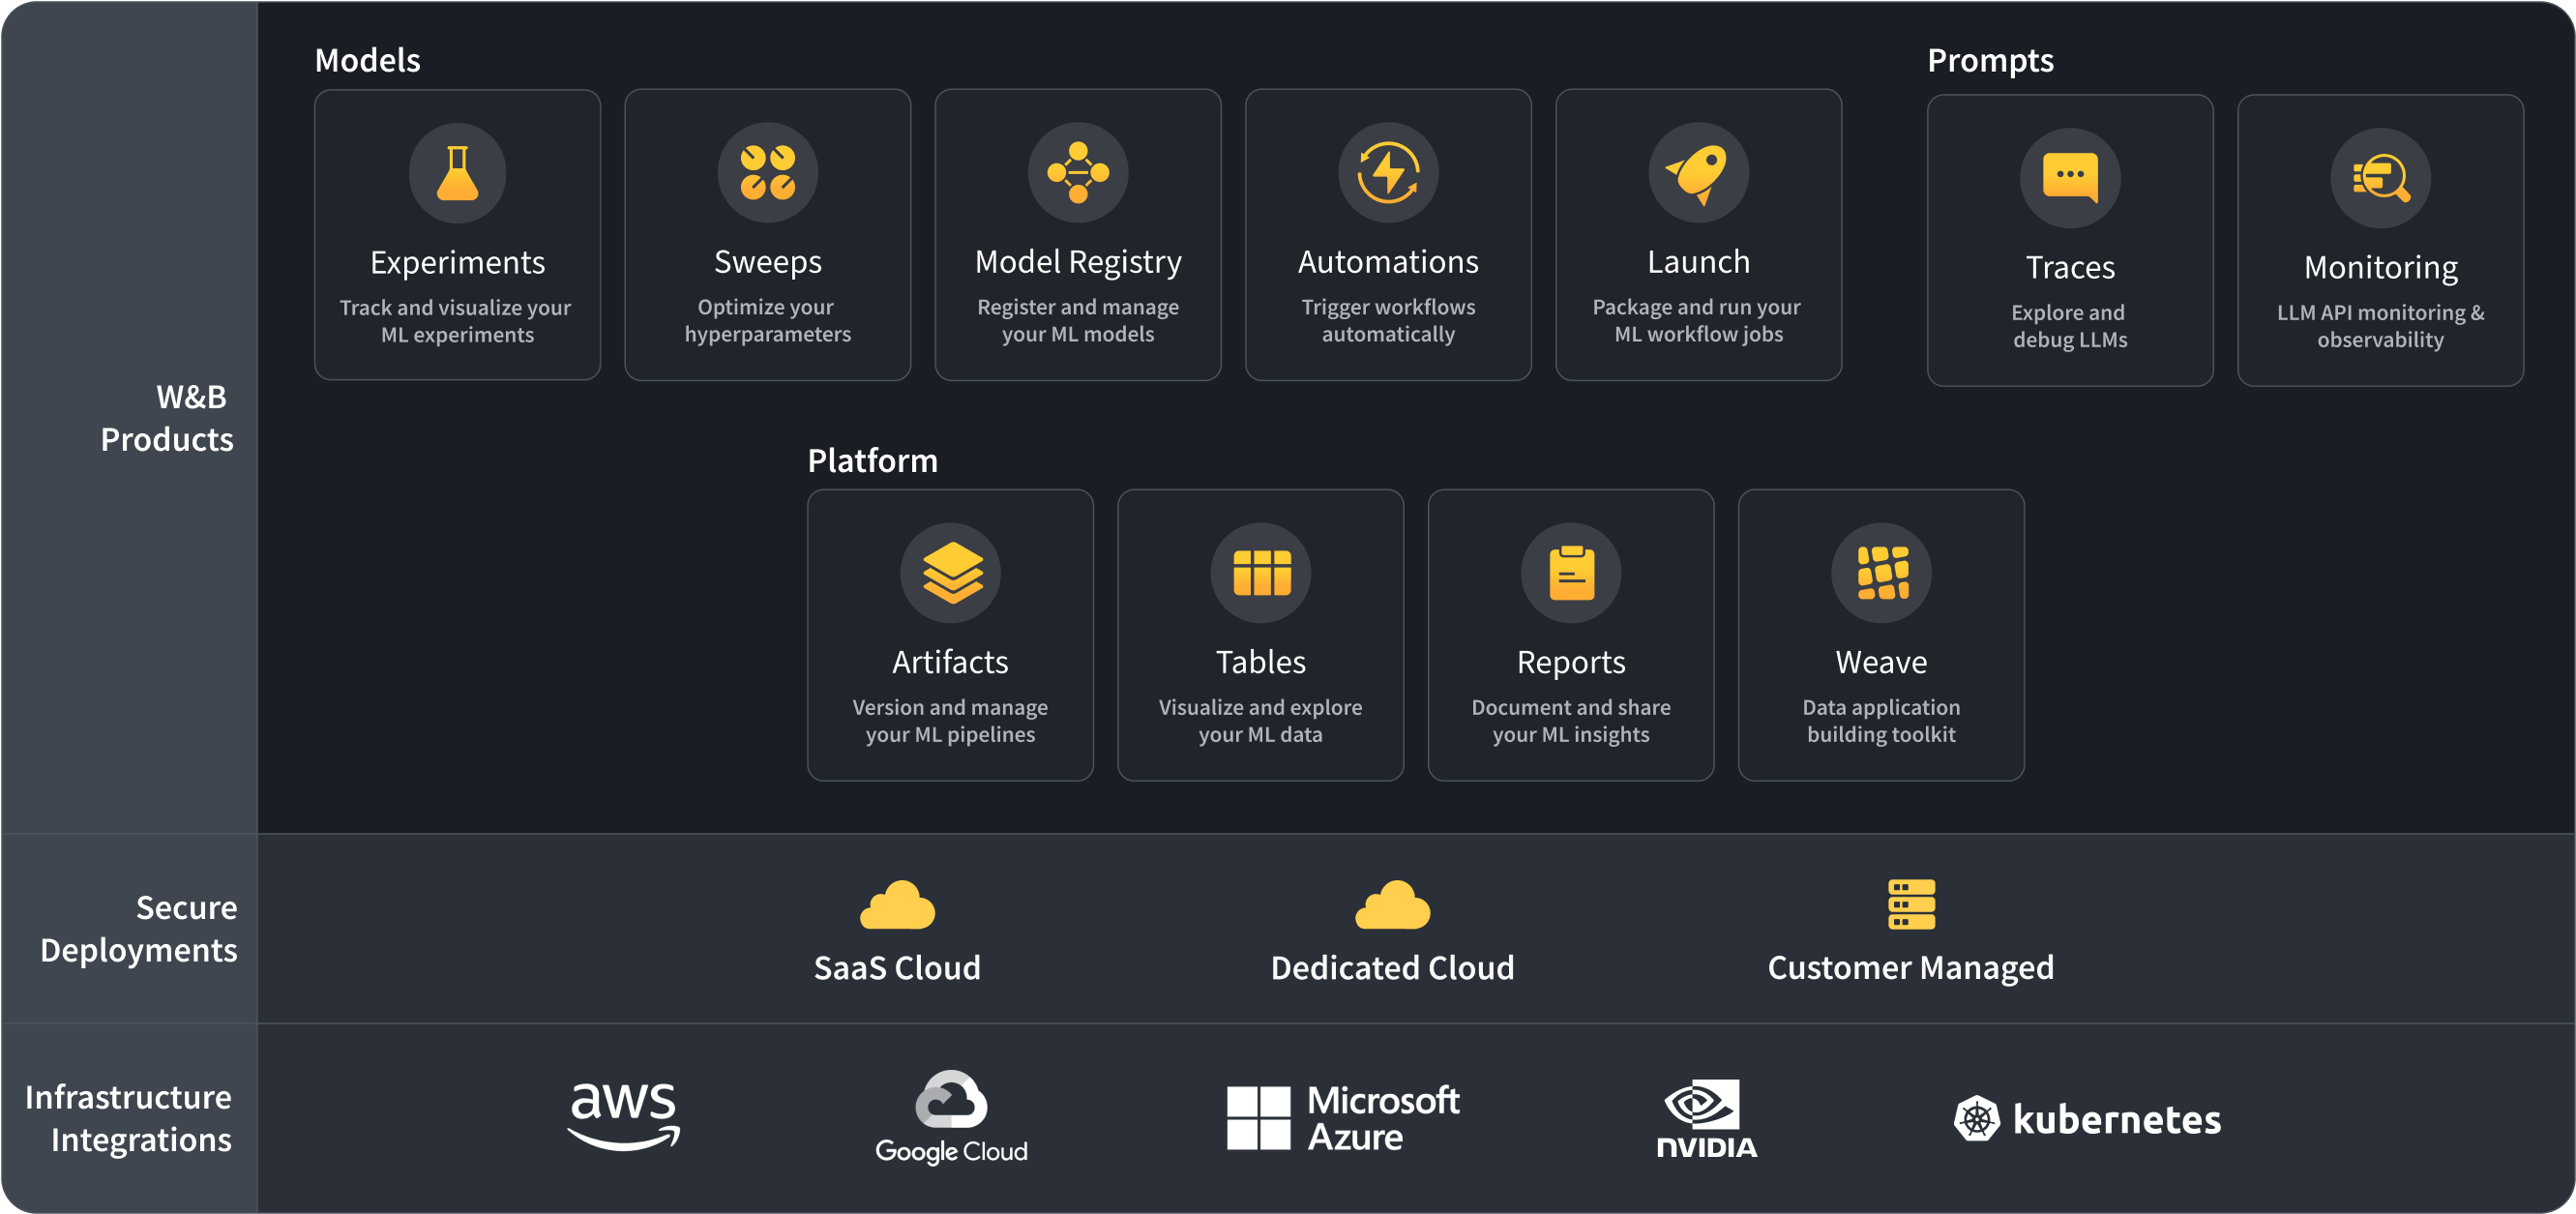 Models
Experiments
Track and visualize your
ML experiments
Sweeps
Optimize your
hyperparameters
Model Registry
Register and manage
your ML models
Automations
Trigger workflows
automatically
Launch
Package and run your
ML workflow jobs
Prompts
Traces
Explore and
debug LLMs
Monitoring
LLM API monitoring &
observability
W&B
Products
Platform
Artifacts
Version and manage
your ML pipelines
Tables
Visualize and explore
your ML data
Reports
Document and share
your ML insights
Weave
Data application
building toolkit
Secure
Deployments
SaaS Cloud
Dedicated Cloud
Customer Managed
Infrastructure
Integrations
aws
Google Cloud
Microsoft
Azure
NVIDIA
kubernetes